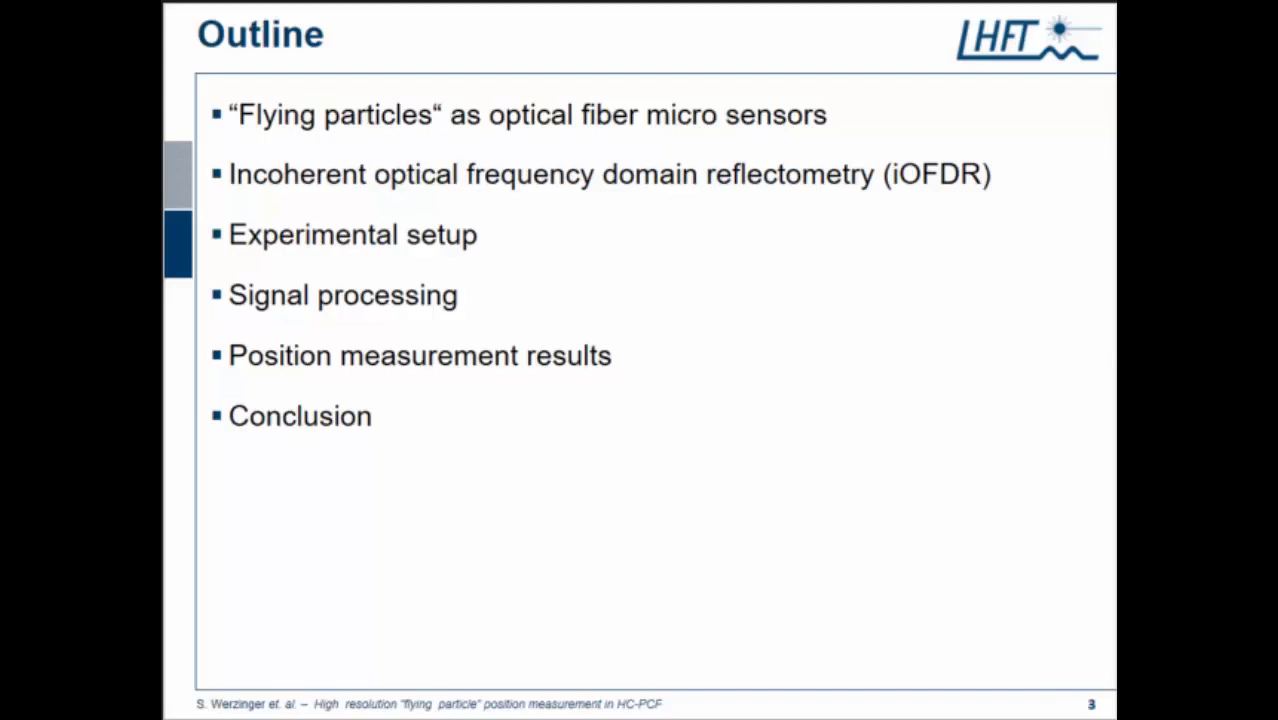 Outline
LHFT
▪ “Flying particles“ as optical fiber micro sensors
▪ Incoherent optical frequency domain reflectometry (iOFDR)
▪ Experimental setup
▪ Signal processing
▪ Position measurement results
▪ Conclusion
S. Werzinger et. al. – High resolution "flying particle" position measurement in HC-PCF
3